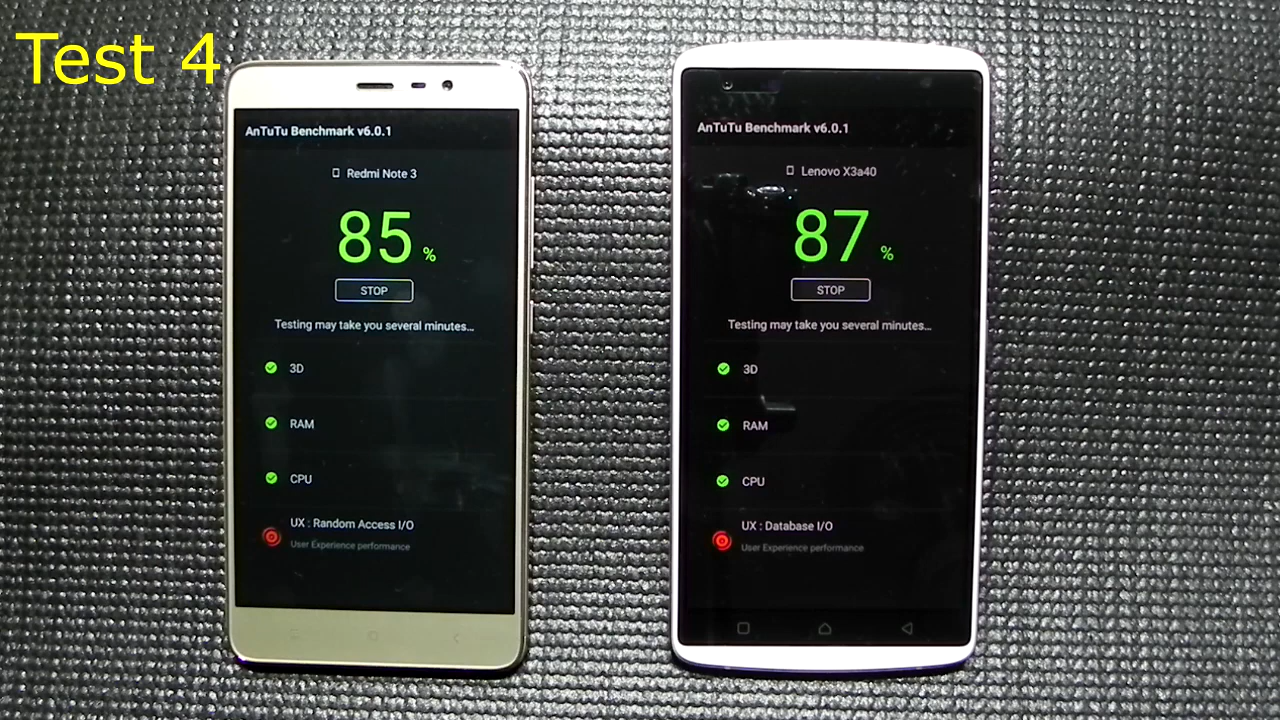 Test 4
AnTuTu Benchmark v6.0.1
Redmi Note 3
85 %
STOP
Testing may take you several minutes...
3D
RAM
CPU
UX : Random Access I/O
User Experience performance
AnTuTu Benchmark v6.0.1
Lenovo X3a40
87 %
STOP
Testing may take you several minutes...
3D
RAM
CPU
UX : Database I/O
User Experience performance